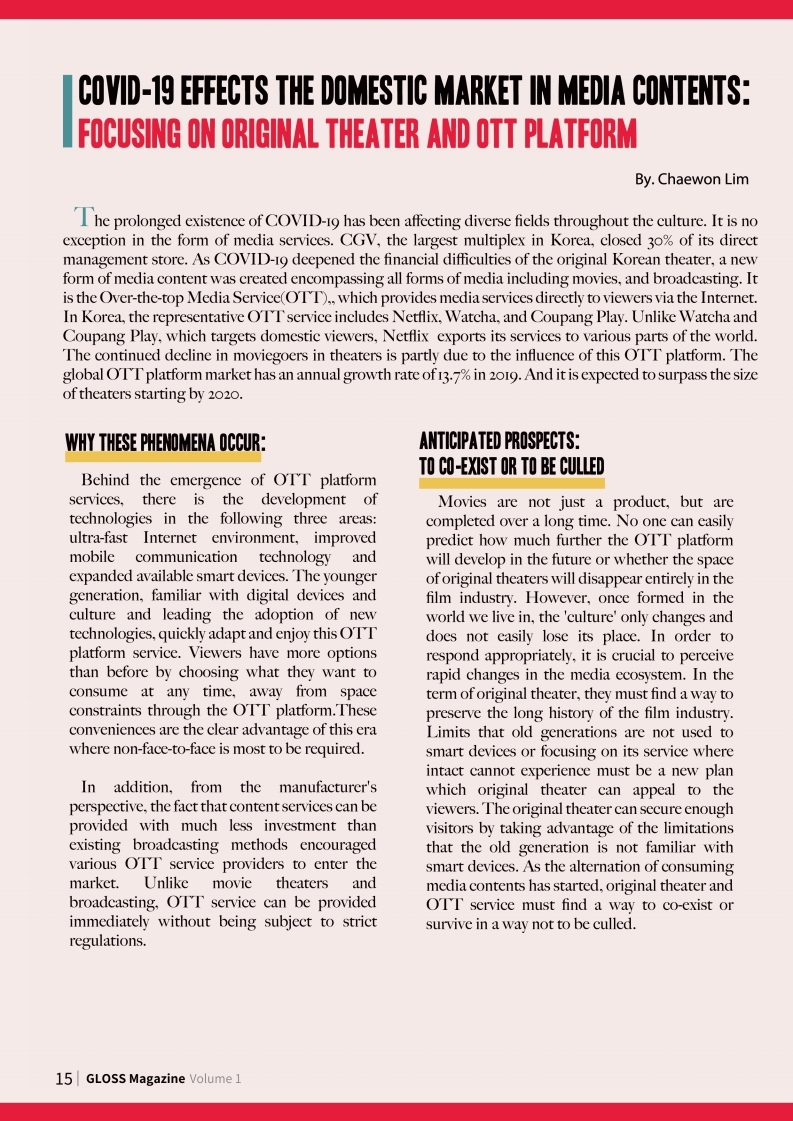 COVID-19 EFFECTS THE DOMESTIC MARKET IN MEDIA CONTENTS:
FOCUSING ON ORIGINAL THEATER AND OTT PLATFORM
By. Chaewon Lim
The prolonged existence of COVID-19 has been affecting diverse fields throughout the culture. It is no
exception in the form of media services. CGV, the largest multiplex in Korea, closed 30% of its direct
management store. As COVID-19 deepened the financial difficulties of the original Korean theater, a new
form of media content was created encompassing all forms of media including movies, and broadcasting. It
is the Over-the-top Media Service(OTT),, which provides media services directly to viewers via the Internet.
In Korea, the representative OTT service includes Netflix, Watcha, and Coupang Play. Unlike Watcha and
Coupang Play, which targets domestic viewers, Netflix exports its services to various parts of the world.
The continued decline in moviegoers in theaters is partly due to the influence of this OTT platform. The
global OTT platform market has an annual growth rate of 13.7% in 2019. And it is expected to surpass the size
of theaters starting by 2020.
WHY THESE PHENOMENA OCCUR:
Behind the emergence of OTT platform
services, there is the development of
technologies in the following three areas:
ultra-fast Internet environment, improved
mobile communication technology and
expanded available smart devices. The younger
generation, familiar with digital devices and
culture and leading the adoption of new
technologies, quickly adapt and enjoy this OTT
platform service. Viewers have more options
than before by choosing what they want to
consume at any time, away from space
constraints through the OTT platform.These
conveniences are the clear advantage of this era
where non-face-to-face is most to be required.
In addition, from the manufacturer's
perspective, the fact that content services can be
provided with much less investment than
existing broadcasting methods encouraged
various OTT service providers to enter the
market. Unlike movie theaters and
broadcasting, OTT service can be provided
immediately without being subject to strict
regulations.
ANTICIPATED PROSPECTS:
TO CO-EXIST OR TO BE CULLED
Movies are not just a product, but are
completed over a long time. No one can easily
predict how much further the OTT platform
will develop in the future or whether the space
of original theaters will disappear entirely in the
film industry. However, once formed in the
world we live in, the 'culture' only changes and
does not easily lose its place. In order to
respond appropriately, it is crucial to perceive
rapid changes in the media ecosystem. In the
term of original theater, they must find a way to
preserve the long history of the film industry.
Limits that old generations are not used to
smart devices or focusing on its service where
intact cannot experience must be a new plan
which original theater can appeal to the
viewers. The original theater can secure enough
visitors by taking advantage of the limitations
that the old generation is not familiar with
smart devices. As the alternation of consuming
media contents has started, original theater and
OTT service must find a way to co-exist or
survive in a way not to be culled.
15 | GLOSS Magazine Volume 1